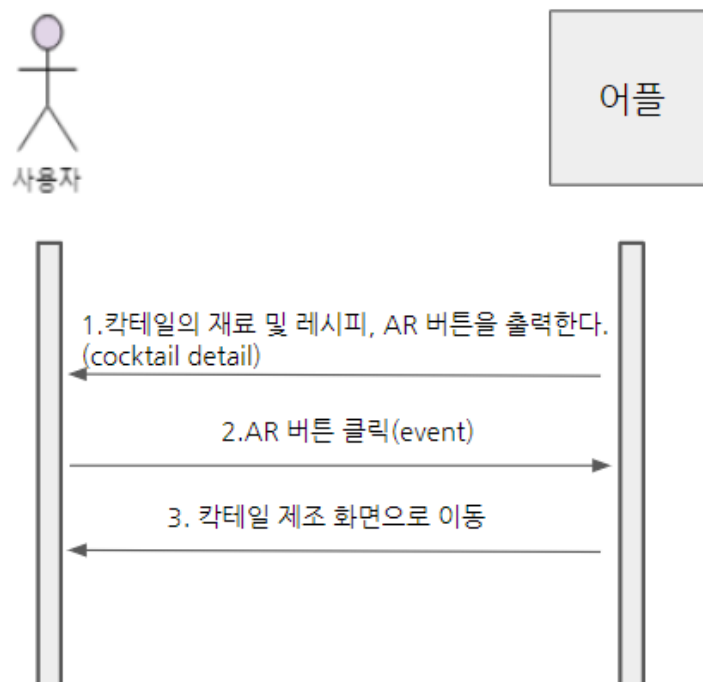 사용자
어플
1.칵테일의 재료 및 레시피, AR 버튼을 출력한다.
(cocktail detail)
2.AR 버튼 클릭(event)
3. 칵테일 제조 화면으로 이동